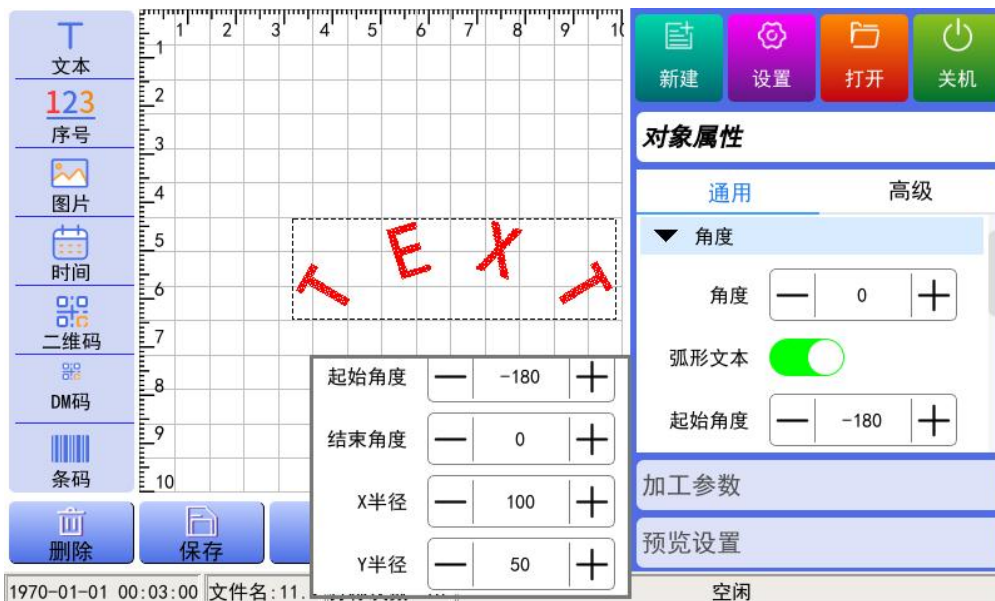 文本
123
序号
图片
时间
二维码
DM码
条码
1 2 3 4 5 6 7 8 9
1
2
3
4
5
6
7
8
9
10
TEXT
起始角度 -180
结束角度 0
X半径 100
Y半径 50
删除 保存
新建 设置 打开 关机
对象属性
通用 高级
角度
角度 0
弧形文本
起始角度 -180
加工参数
预览设置
1970-01-01 00:03:00 文件名:11. 空闲